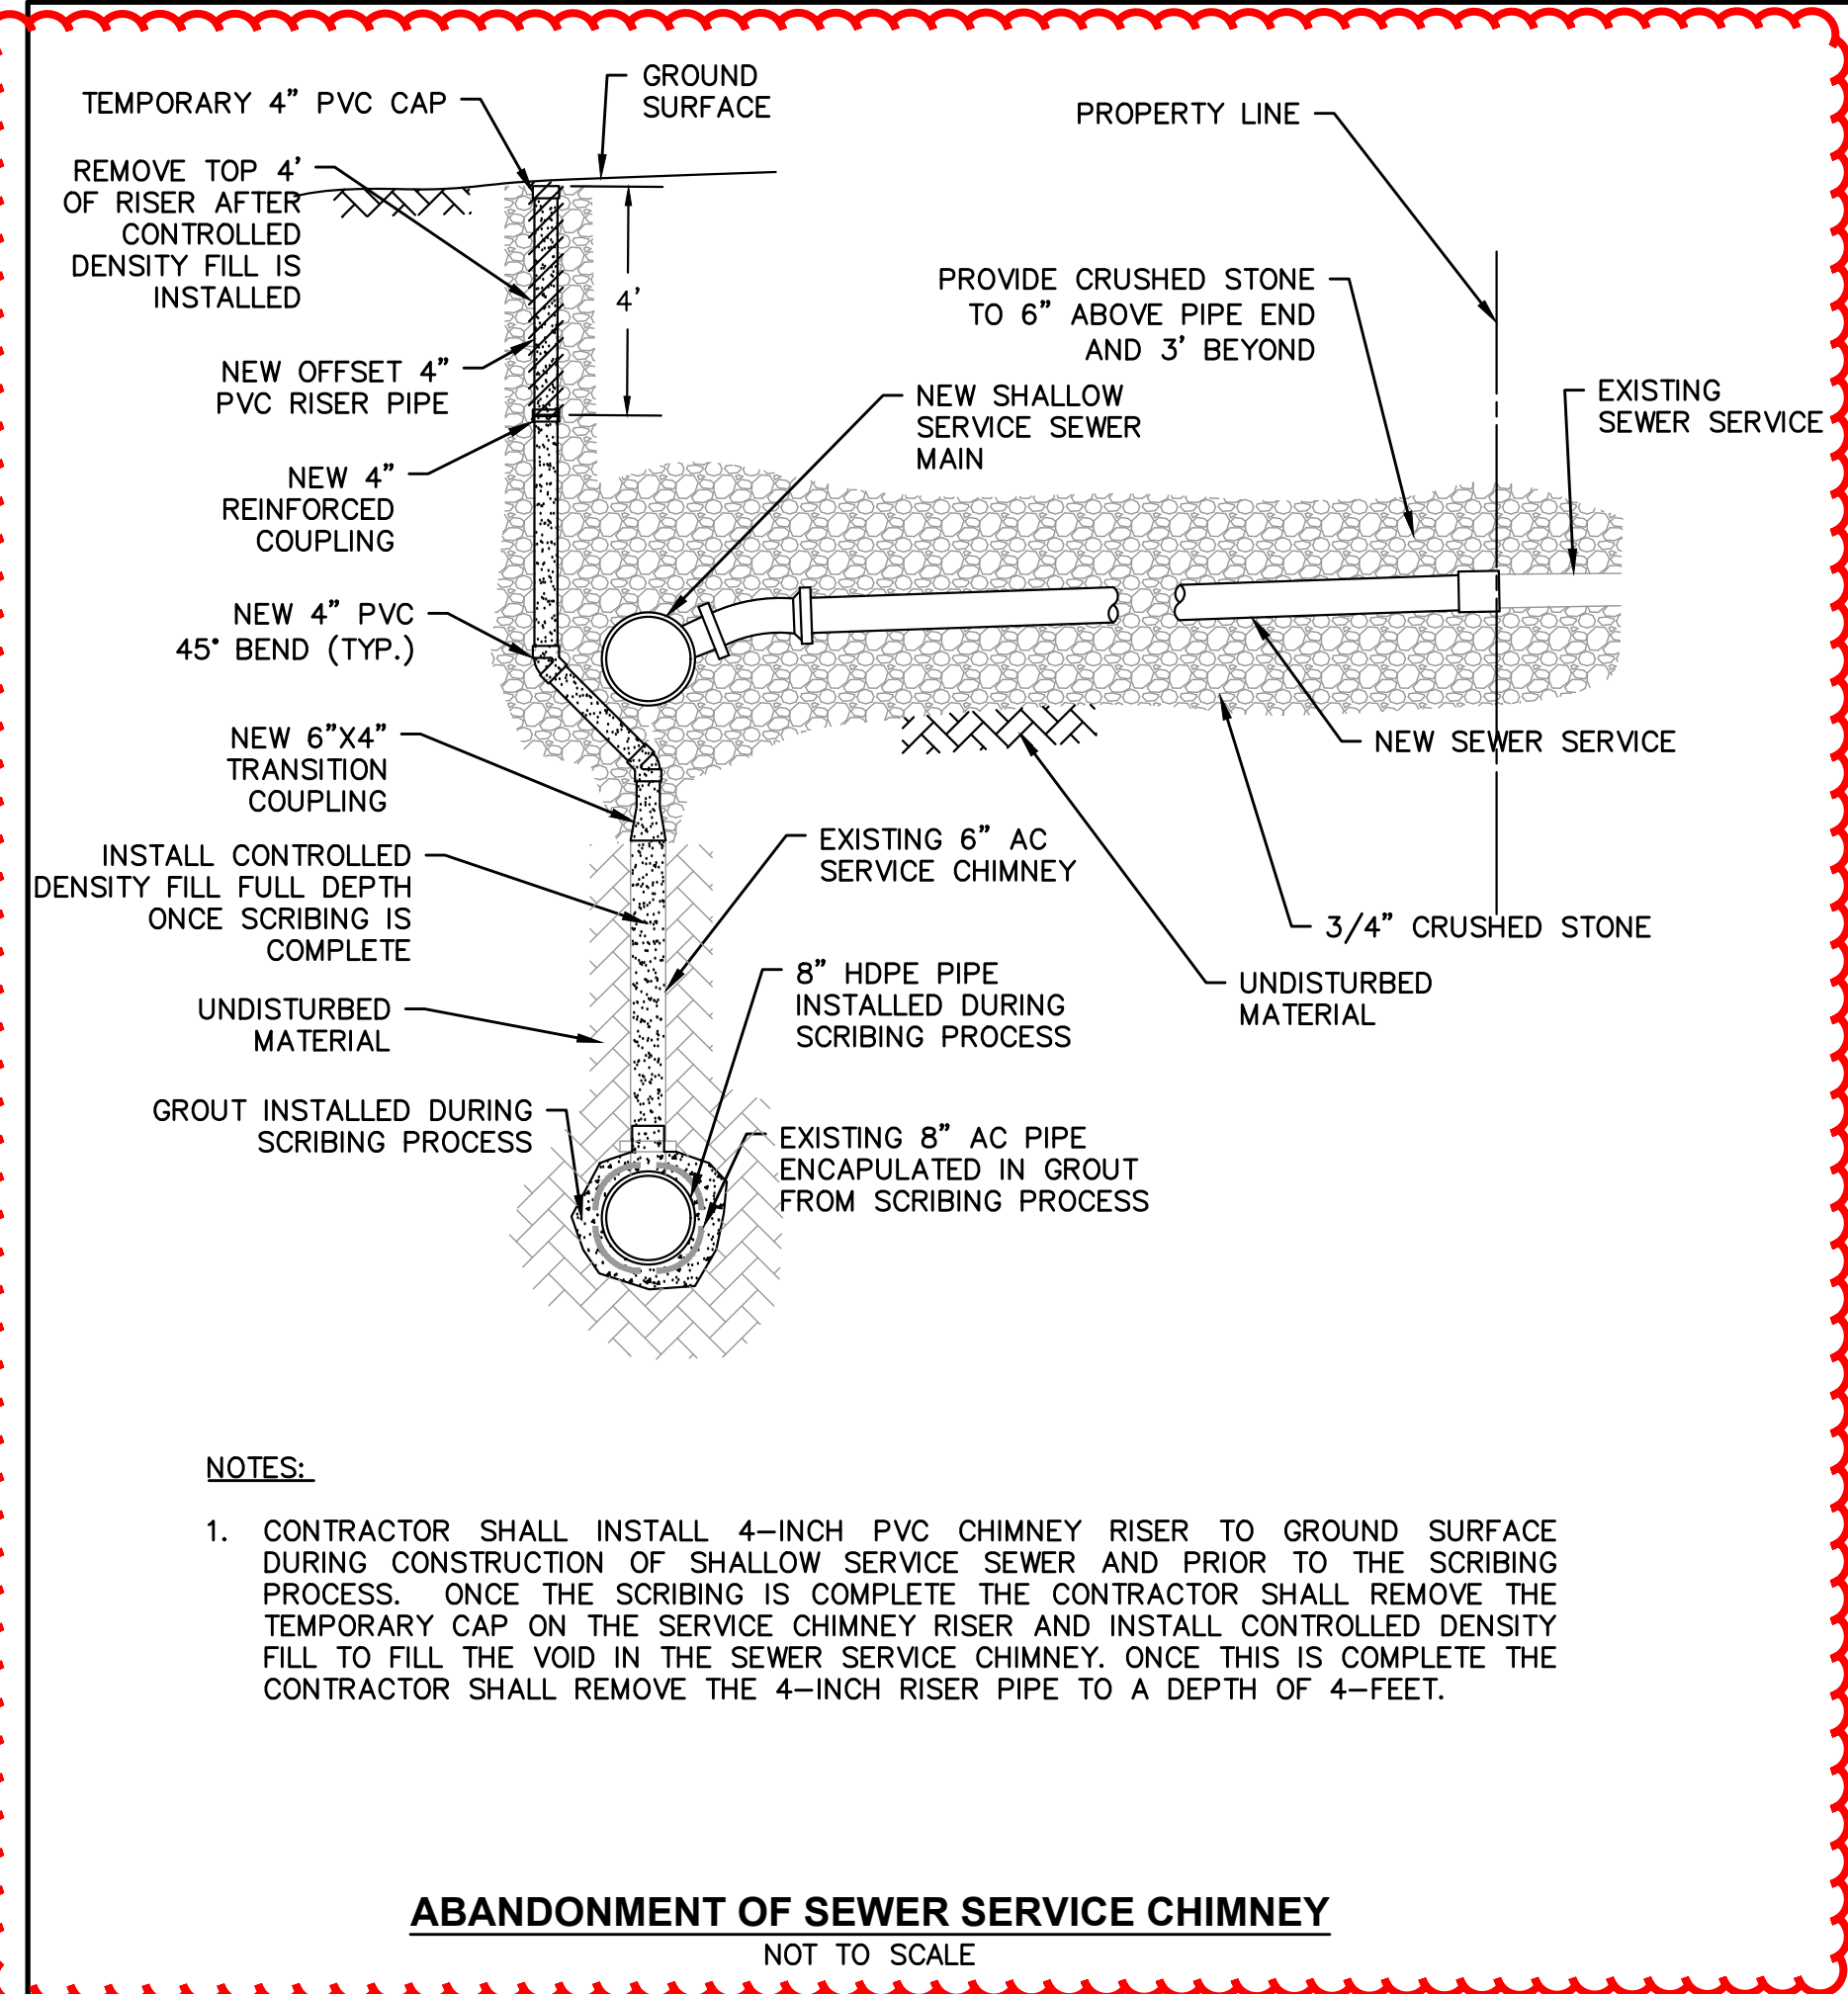 TEMPORARY 4” PVC CAP
GROUND
SURFACE
PROPERTY LINE
REMOVE TOP 4’
OF RISER AFTER
CONTROLLED
DENSITY FILL IS
INSTALLED
4’
PROVIDE CRUSHED STONE
TO 6” ABOVE PIPE END
AND 3’ BEYOND
NEW OFFSET 4”
PVC RISER PIPE
NEW SHALLOW
SERVICE SEWER
MAIN
EXISTING
SEWER SERVICE
NEW 4”
REINFORCED
COUPLING
NEW 4” PVC
45° BEND (TYP.)
NEW 6”X4”
TRANSITION
COUPLING
NEW SEWER SERVICE
INSTALL CONTROLLED
DENSITY FILL FULL DEPTH
ONCE SCRIBING IS
COMPLETE
EXISTING 6” AC
SERVICE CHIMNEY
3/4” CRUSHED STONE
UNDISTURBED
MATERIAL
8” HDPE PIPE
INSTALLED DURING
SCRIBING PROCESS
UNDISTURBED
MATERIAL
GROUT INSTALLED DURING
SCRIBING PROCESS
EXISTING 8” AC PIPE
ENCAPULATED IN GROUT
FROM SCRIBING PROCESS
NOTES:
1. CONTRACTOR SHALL INSTALL 4-INCH PVC CHIMNEY RISER TO GROUND SURFACE
DURING CONSTRUCTION OF SHALLOW SERVICE SEWER AND PRIOR TO THE SCRIBING
PROCESS. ONCE THE SCRIBING IS COMPLETE THE CONTRACTOR SHALL REMOVE THE
TEMPORARY CAP ON THE SERVICE CHIMNEY RISER AND INSTALL CONTROLLED DENSITY
FILL TO FILL THE VOID IN THE SEWER SERVICE CHIMNEY. ONCE THIS IS COMPLETE THE
CONTRACTOR SHALL REMOVE THE 4-INCH RISER PIPE TO A DEPTH OF 4-FEET.
ABANDONMENT OF SEWER SERVICE CHIMNEY
NOT TO SCALE